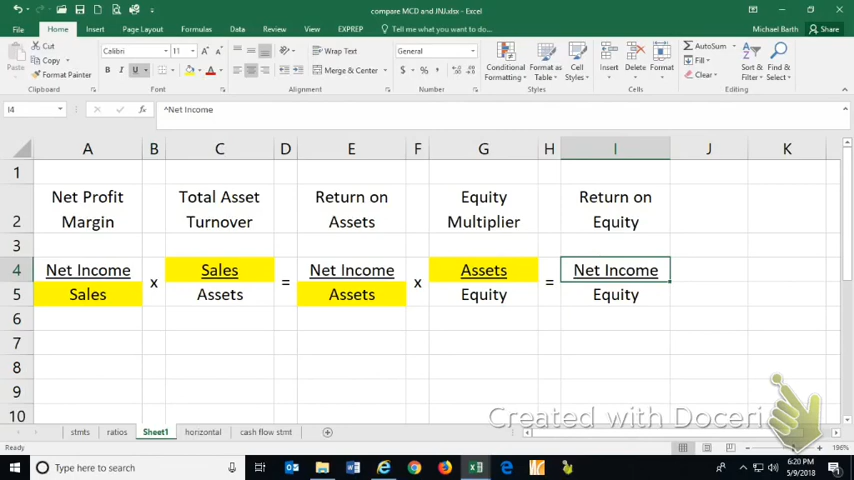 compare MCD and JNJ.xlsx - Excel
File Home Insert Page Layout Formulas Data Review View EXPREP Tell me what you want to do... Michael Barth Share
Paste Cut Copy Format Painter Clipboard
Calibri 11 B I U Font
Wrap Text Merge & Center Alignment
General $ % , Number
Conditional Formatting Format as Table Cell Styles Styles
Insert Delete Format Cells
AutoSum Fill Clear Sort & Filter Find & Select Editing
I4 fx ^Net Income
A B C D E F G H I J K
1
2 Net Profit Margin Total Asset Turnover Return on Assets Equity Multiplier Return on Equity
3
4 Net Income Sales Net Income Assets Net Income
x = x =
5 Sales Assets Assets Equity Equity
6
7
8
9
10
Created with Doceri
stmts ratios Sheet1 horizontal cash flow stmt
Ready 196%
Type here to search 6:20 PM
5/9/2018